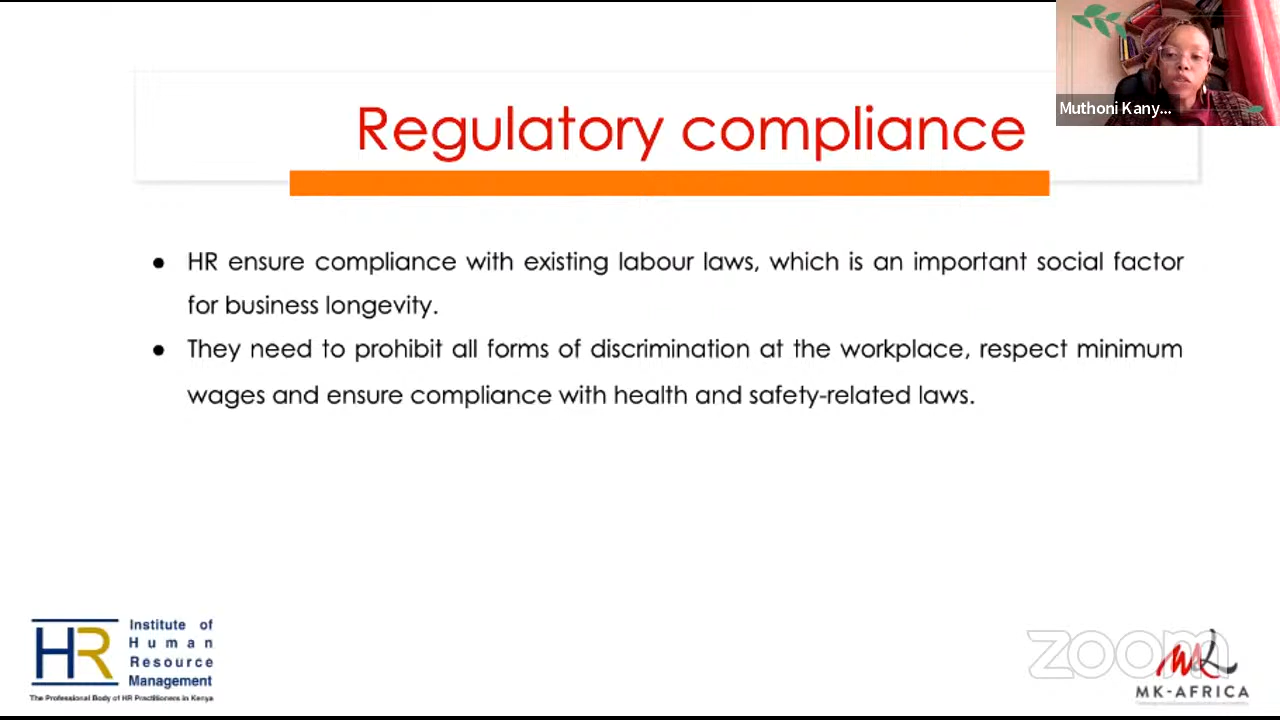 Muthoni Kany...
Regulatory compliance
● HR ensure compliance with existing labour laws, which is an important social factor
for business longevity.
● They need to prohibit all forms of discrimination at the workplace, respect minimum
wages and ensure compliance with health and safety-related laws.
HR
Institute of
Human
Resource
Management
The Professional Body of HR Practitioners in Kenya
zoom
MK
MK-AFRICA